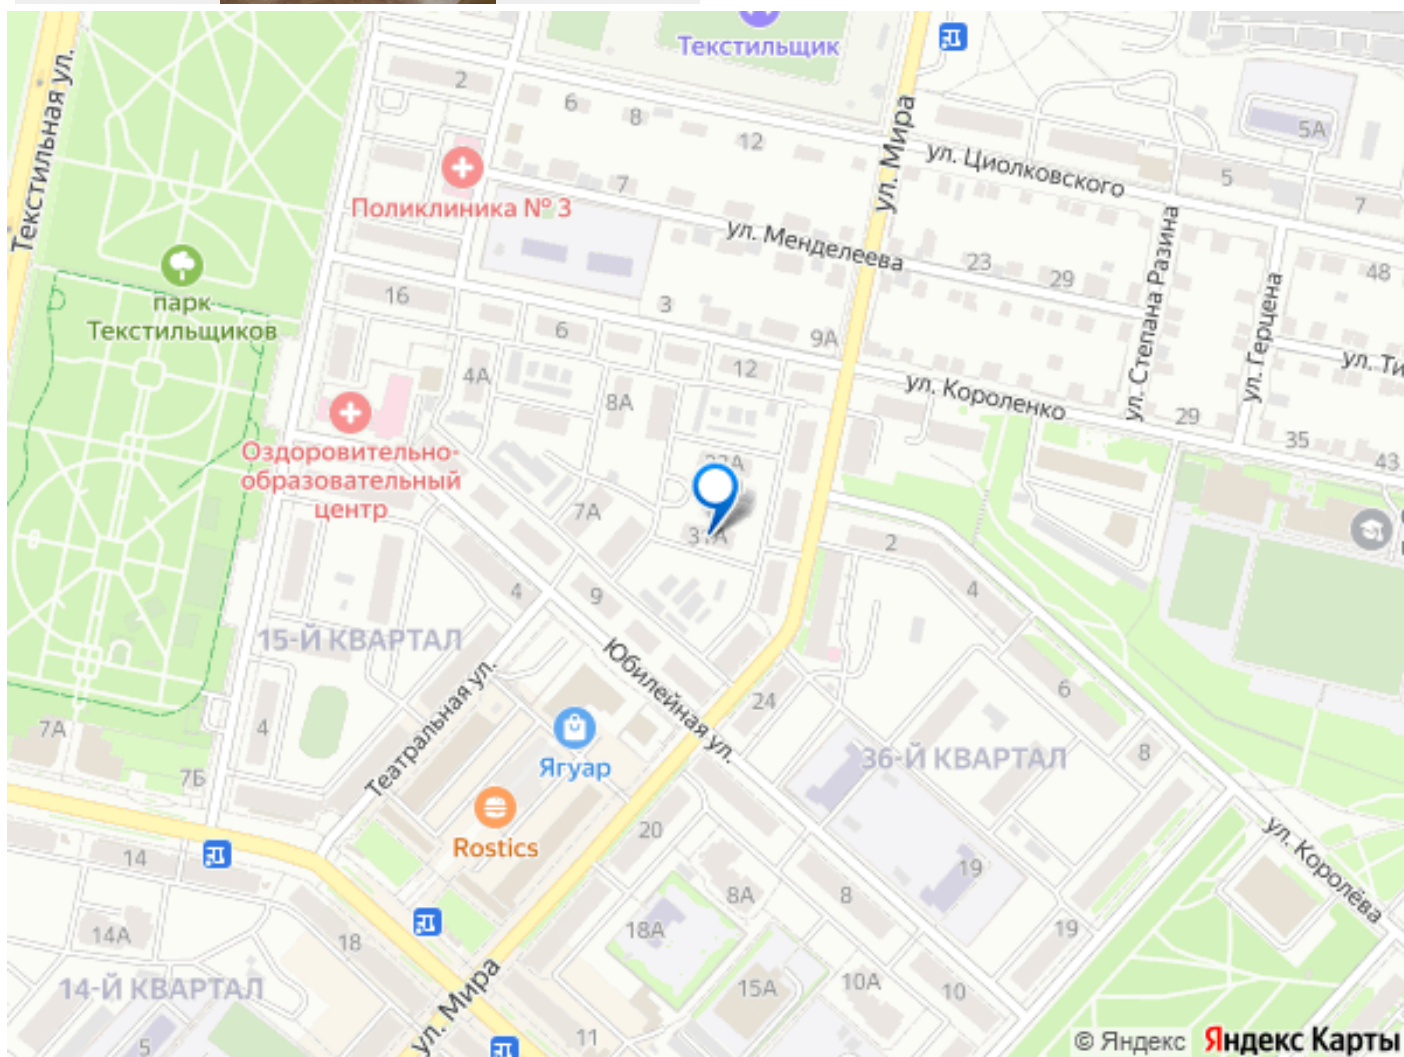 Текстильщик
Текстильная ул.
2
6
8
12
5А
ул. Мира
ул. Циолковского
5
7
Поликлиника № 3
7
ул. Менделеева
23
29
ул. Степана Разина
ул. Герцена
48
парк
Текстильщиков
16
6
3
9А
12
ул. Короленко
29
35
43
ул. Ти
4А
8А
Оздоровительно-
образовательный
центр
7А
31А
2
4
4
9
15-Й КВАРТАЛ
Юбилейная ул.
6
24
8
4
7А
7Б
Театральная ул.
Ягуар
36-Й КВАРТАЛ
Rostics
20
14
8А
8
19
ул. Королёва
14А
18
18А
19
14-Й КВАРТАЛ
ул. Мира
15А
10А
10
5
11
© Яндекс Яндекс Карты